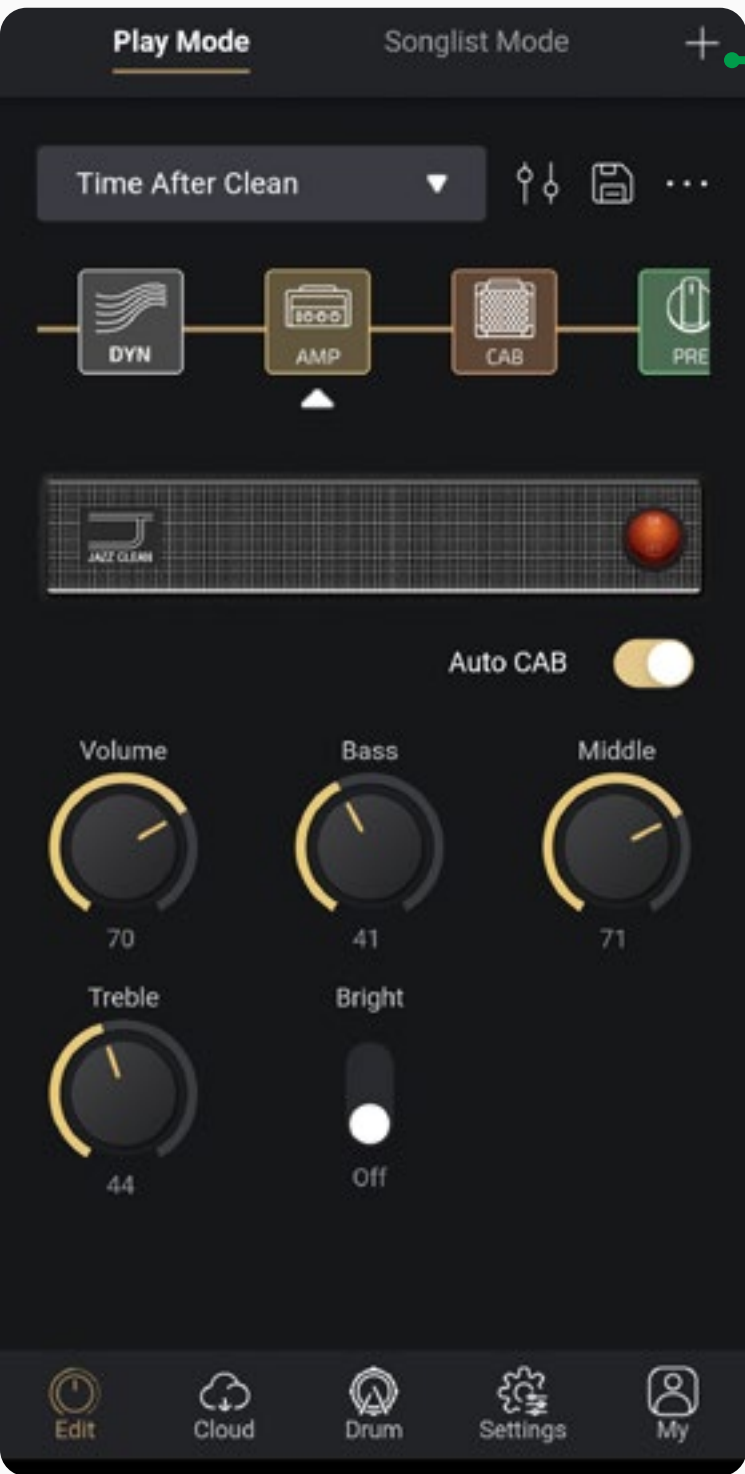 Play Mode Songlist Mode
Time After Clean
DYN AMP CAB PRE
JAZZ CLEAN
Auto CAB
Volume Bass Middle
70 41 71
Treble Bright
44 Off
Edit Cloud Drum Settings My